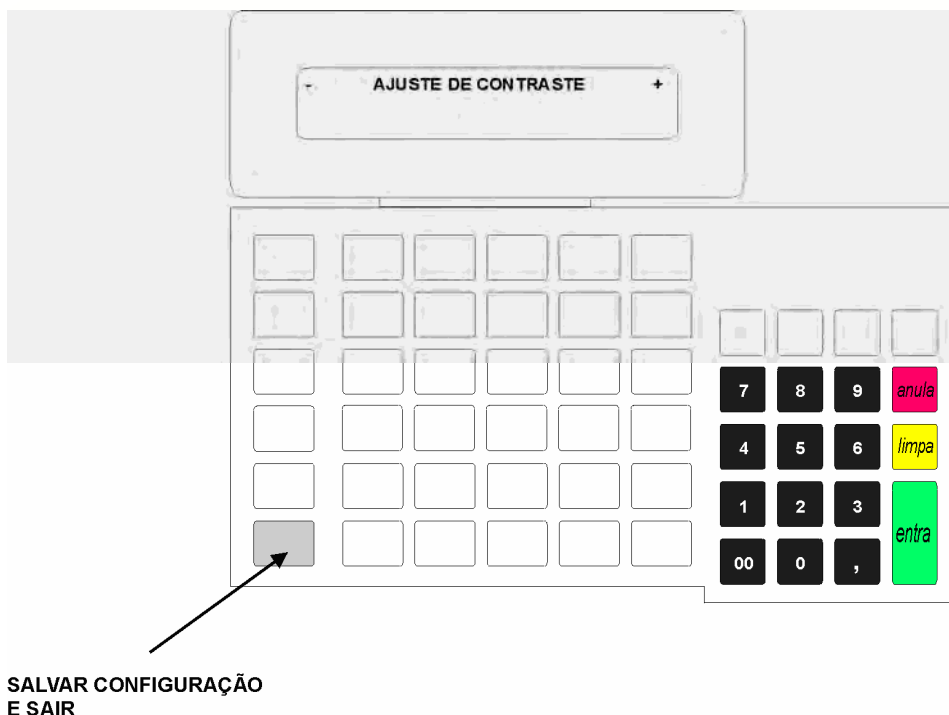 - AJUSTE DE CONTRASTE +
7 8 9 anula
4 5 6 limpa
1 2 3
entra
00 0 ,
SALVAR CONFIGURAÇÃO
E SAIR